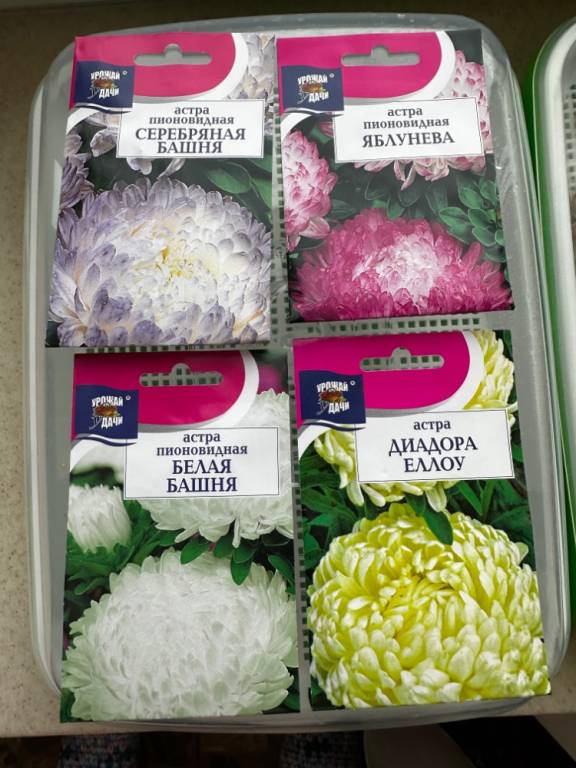 УРОЖАЙ
ДАЧИ
астра
пионовидная
СЕРЕБРЯНАЯ
БАШНЯ
УРОЖАЙ
ДАЧИ
астра
пионовидная
ЯБЛУНЕВА
УРОЖАЙ
ДАЧИ
астра
пионовидная
БЕЛАЯ
БАШНЯ
УРОЖАЙ
ДАЧИ
астра
ДИАДОРА
ЕЛЛОУ